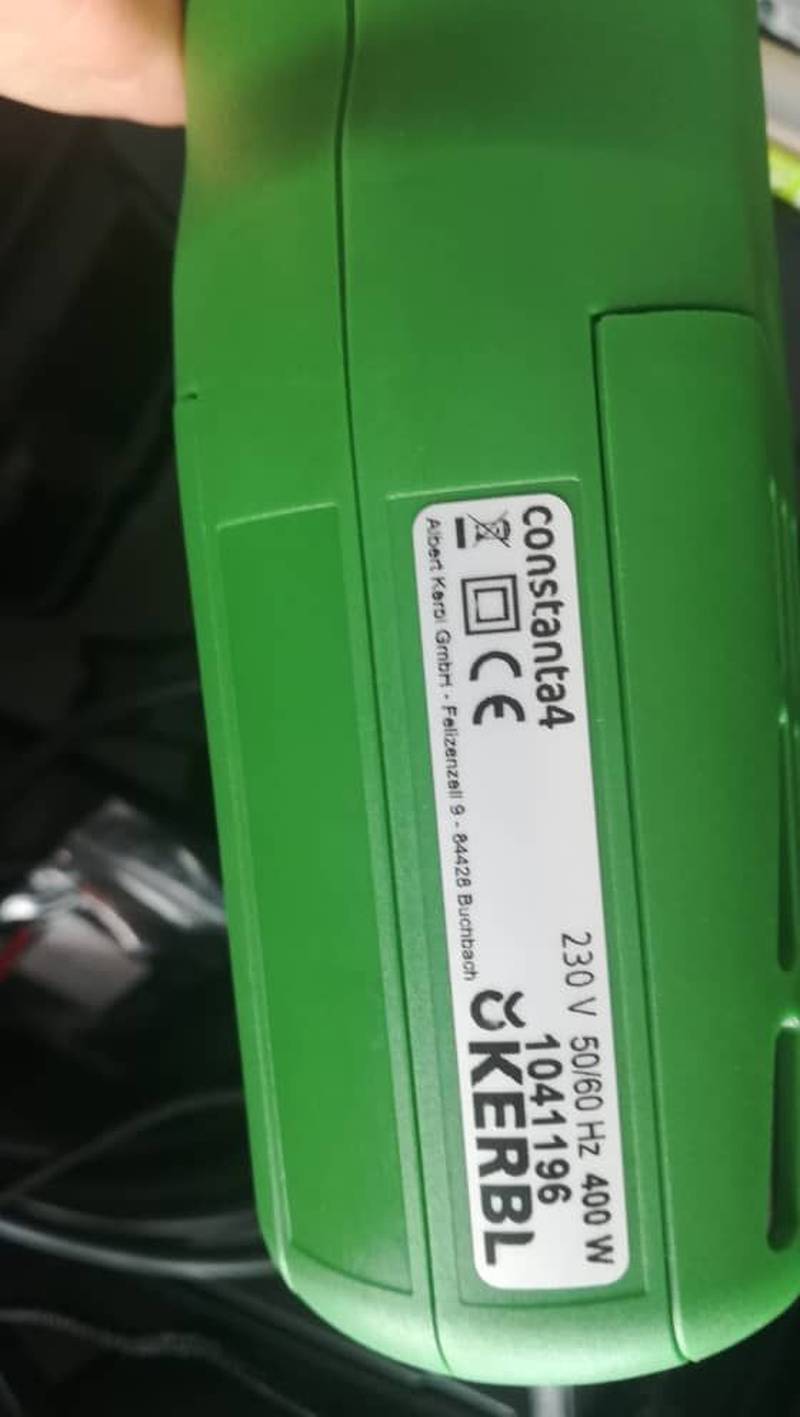 constanta4
230 V 50/60 Hz 400 W
1041196
CE
KERBL
Albert Kerbl GmbH - Felizenzell 9 - 84428 Buchbach